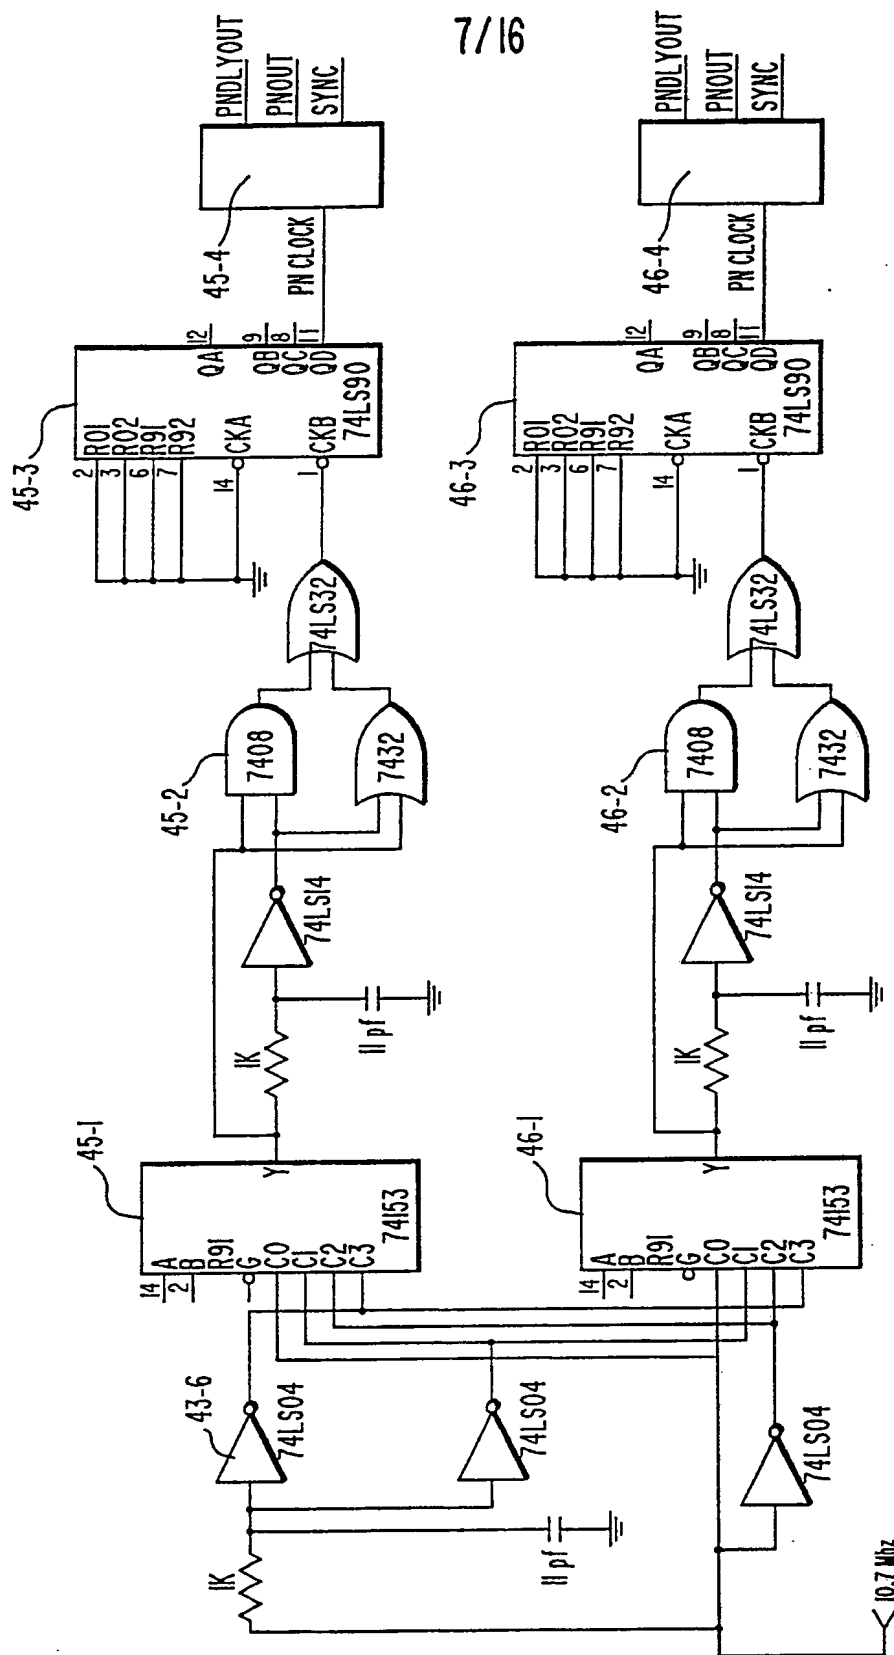 7/16
10.7 Mhz
1K
11 pf
43-6
74LS04
74LS04
74LS04
45-1
14
2
A
B
R91
G
C0
C1
C2
C3
Y
74153
1K
11 pf
74LS14
45-2
7408
7432
74LS32
45-3
2
3
6
7
14
1
R01
R02
R91
R92
CKA
CKB
QA
QB
QC
QD
12
9
8
11
74LS90
PN CLOCK
45-4
PNDLYOUT
PNOUT
SYNC
46-1
14
2
A
B
R91
G
C0
C1
C2
C3
Y
74153
1K
11 pf
74LS14
46-2
7408
7432
74LS32
46-3
2
3
6
7
14
1
R01
R02
R91
R92
CKA
CKB
QA
QB
QC
QD
12
9
8
11
74LS90
PN CLOCK
46-4
PNDLYOUT
PNOUT
SYNC